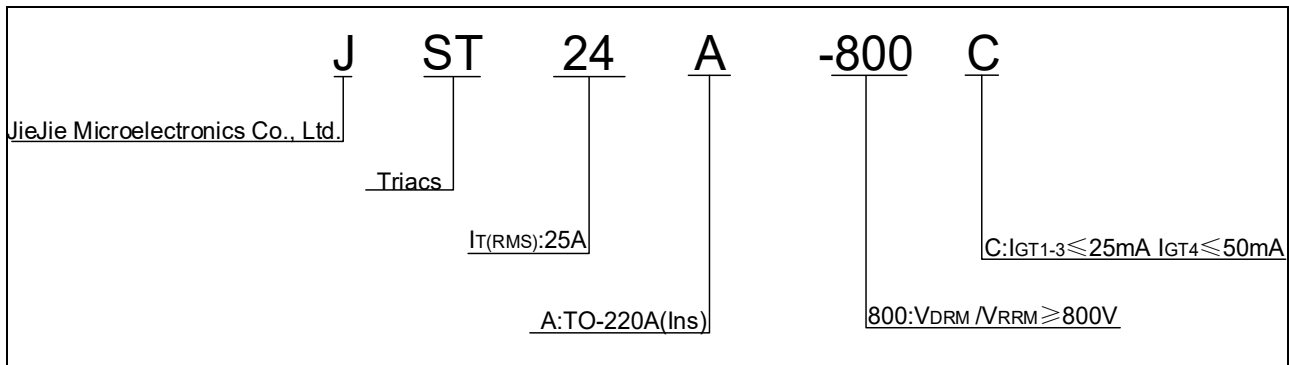 J ST 24 A -800 C
JieJie Microelectronics Co., Ltd.
Triacs
IT(RMS):25A
C:IGT1-3≤25mA IGT4≤50mA
A:TO-220A(Ins)
800:VDRM /VRRM≥800V